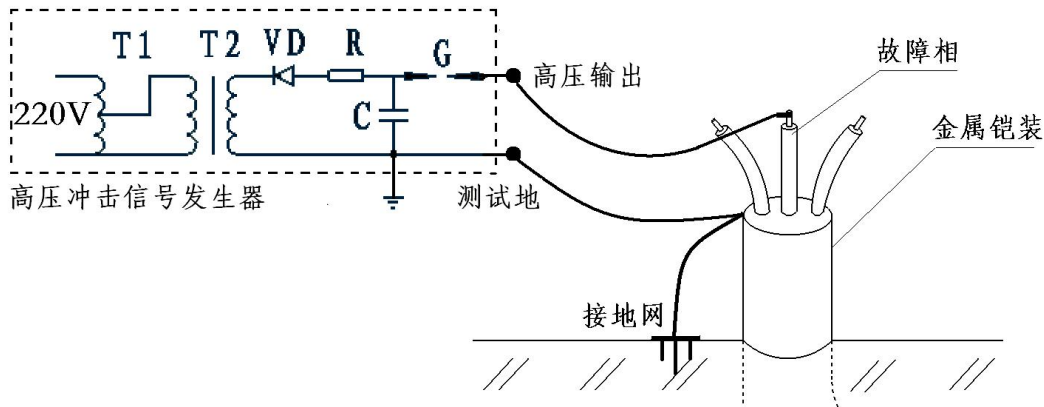 T1 T2 VD R G
220V
C
高压输出
故障相
金属铠装
高压冲击信号发生器
测试地
接地网